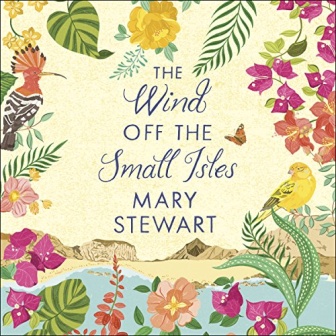 THE
Wind
OFF THE
Small Isles
MARY
STEWART